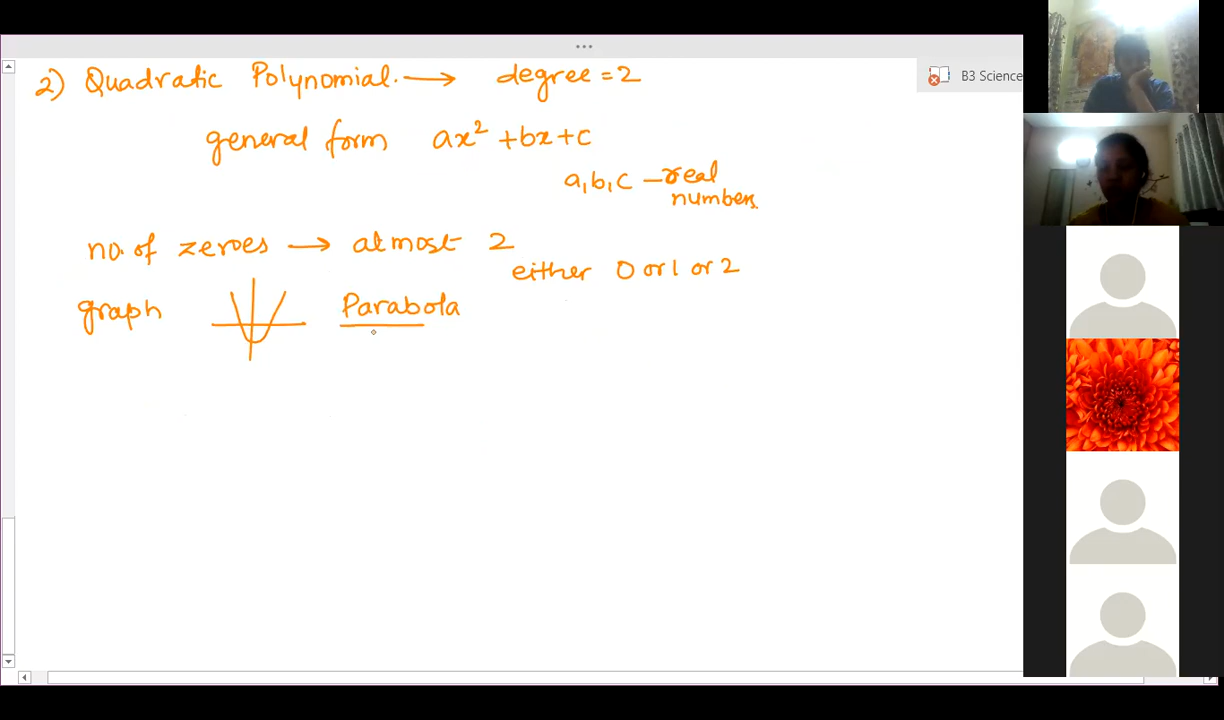 2) Quadratic Polynomial. → degree = 2
B3 Science
general form ax² + bx + c
a, b, c – real
numbers.
no. of zeroes → atmost 2
either 0 or 1 or 2
graph Parabola